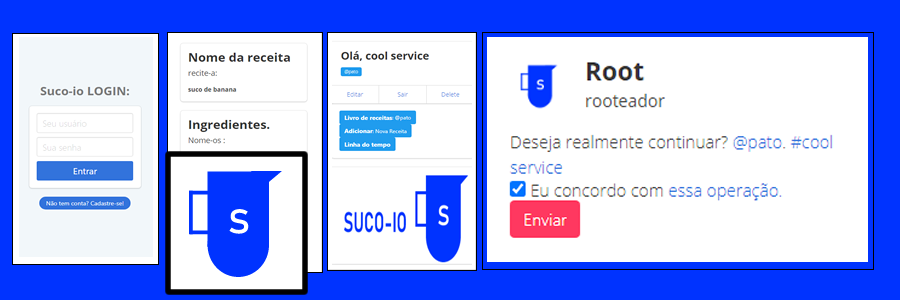 Suco-io LOGIN:
Seu usuário
Sua senha
Entrar
Não tem conta? Cadastre-se!
Nome da receita
recite-a:
suco de banana
Ingredientes.
Nome-os :
S
Olá, cool service
@pato
Editar Sair Delete
Livro de receitas: @pato
Adicionar: Nova Receita
Linha do tempo
SUCO-IO S
S
Root
rooteador
Deseja realmente continuar? @pato. #cool
service
Eu concordo com essa operação.
Enviar